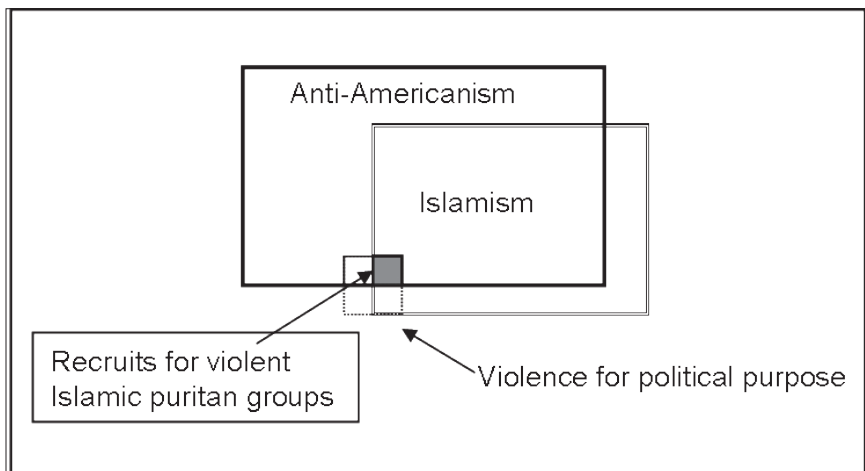 Anti-Americanism
Islamism
Recruits for violent
Islamic puritan groups
Violence for political purpose